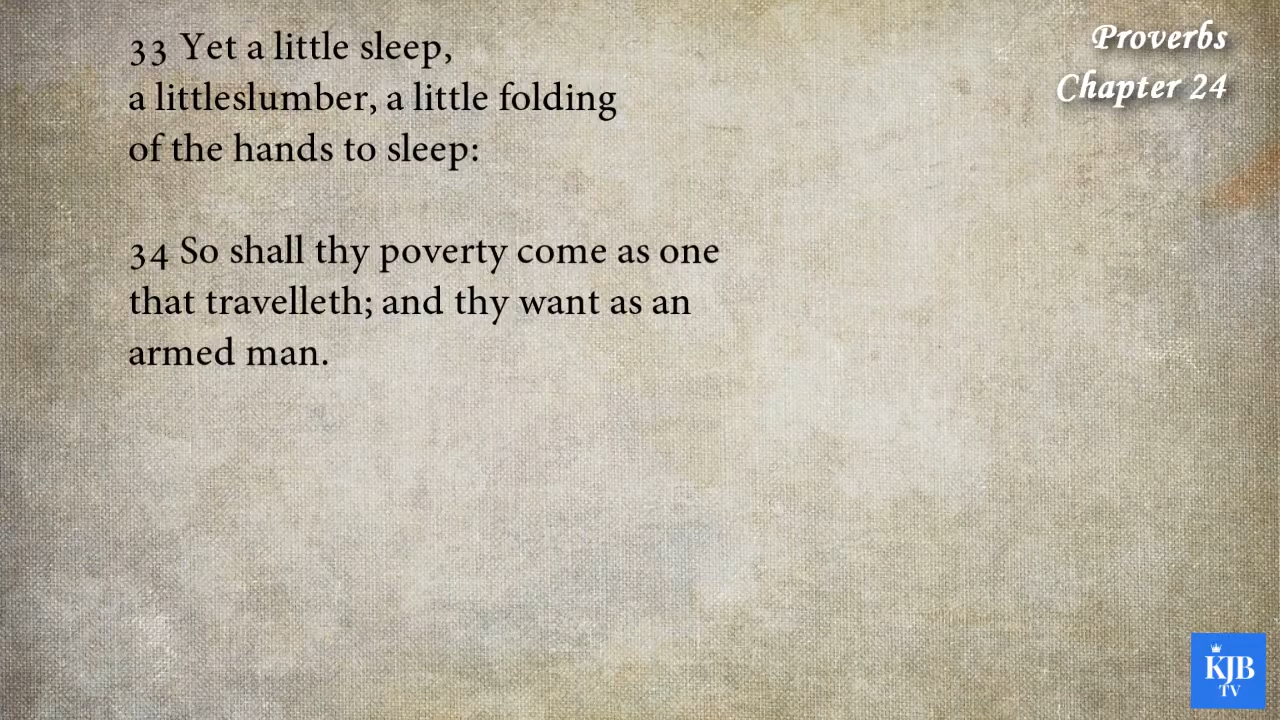 33 Yet a little sleep,
a littleslumber, a little folding
of the hands to sleep:
34 So shall thy poverty come as one
that travelleth; and thy want as an
armed man.
Proverbs
Chapter 24
KJB
TV